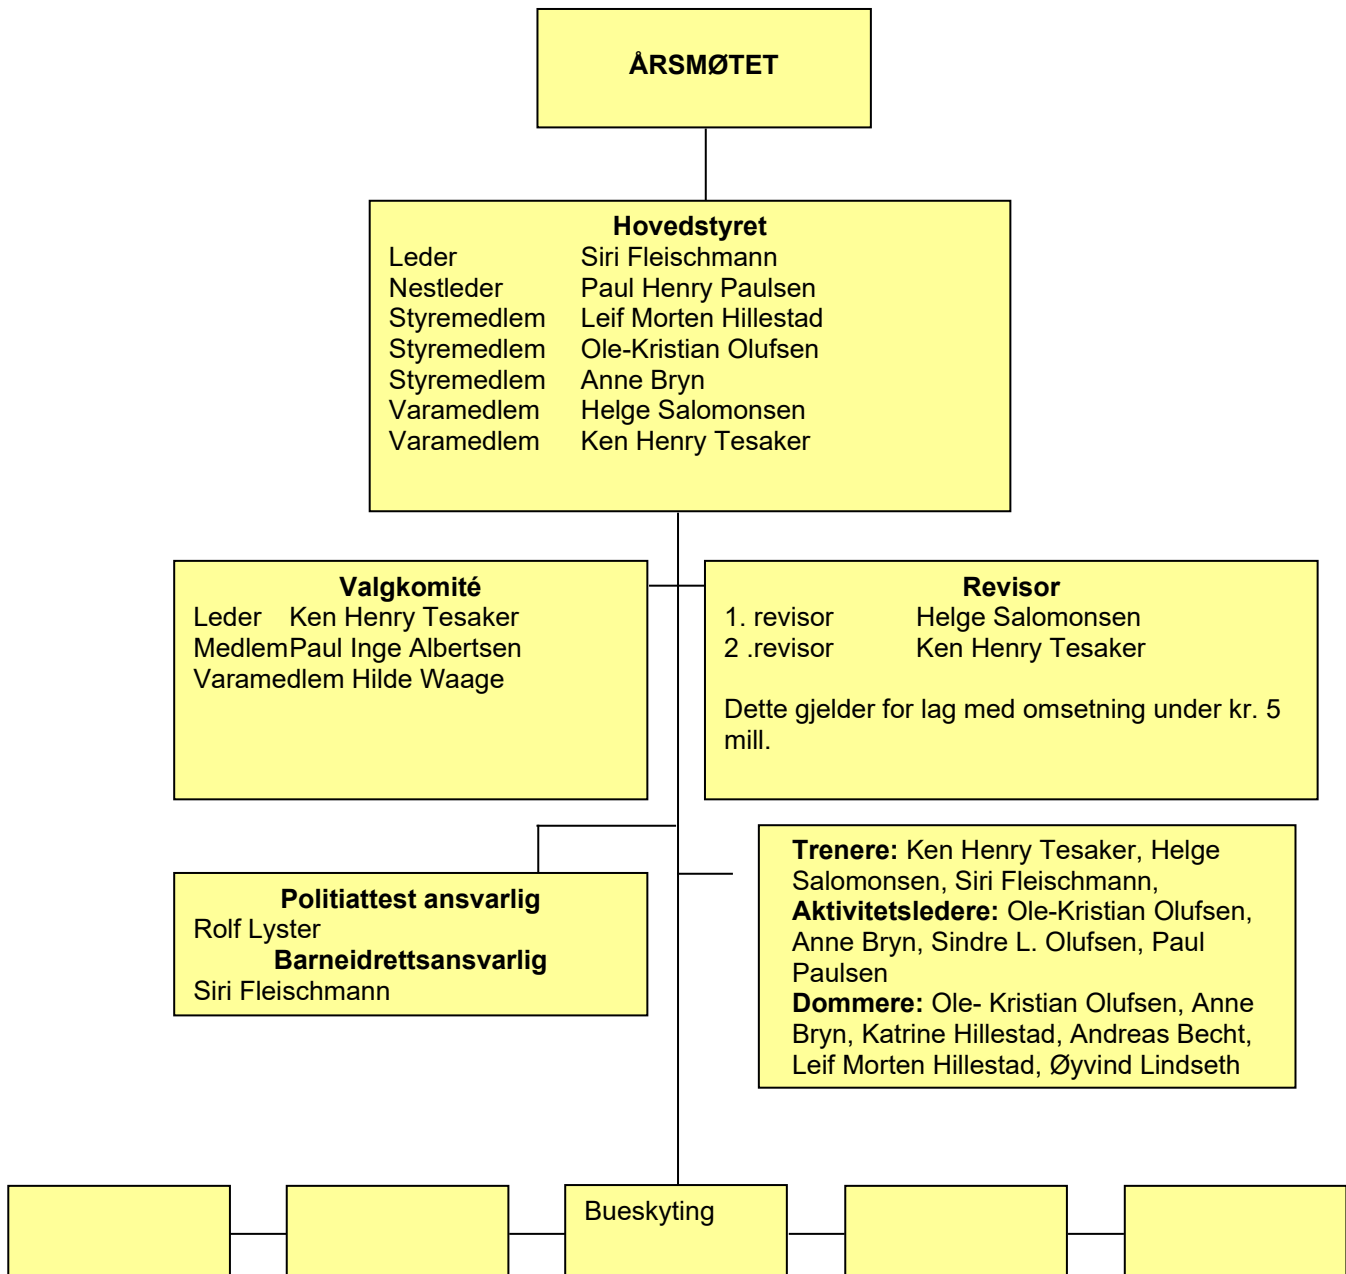 ÅRSMØTET
Hovedstyret
Leder Siri Fleischmann
Nestleder Paul Henry Paulsen
Styremedlem Leif Morten Hillestad
Styremedlem Ole-Kristian Olufsen
Styremedlem Anne Bryn
Varamedlem Helge Salomonsen
Varamedlem Ken Henry Tesaker
Valgkomité
Leder Ken Henry Tesaker
MedlemPaul Inge Albertsen
Varamedlem Hilde Waage
Revisor
1. revisor Helge Salomonsen
2 .revisor Ken Henry Tesaker
Dette gjelder for lag med omsetning under kr. 5
mill.
Politiattest ansvarlig
Rolf Lyster
Barneidrettsansvarlig
Siri Fleischmann
Trenere: Ken Henry Tesaker, Helge
Salomonsen, Siri Fleischmann,
Aktivitetsledere: Ole-Kristian Olufsen,
Anne Bryn, Sindre L. Olufsen, Paul
Paulsen
Dommere: Ole- Kristian Olufsen, Anne
Bryn, Katrine Hillestad, Andreas Becht,
Leif Morten Hillestad, Øyvind Lindseth
Bueskyting